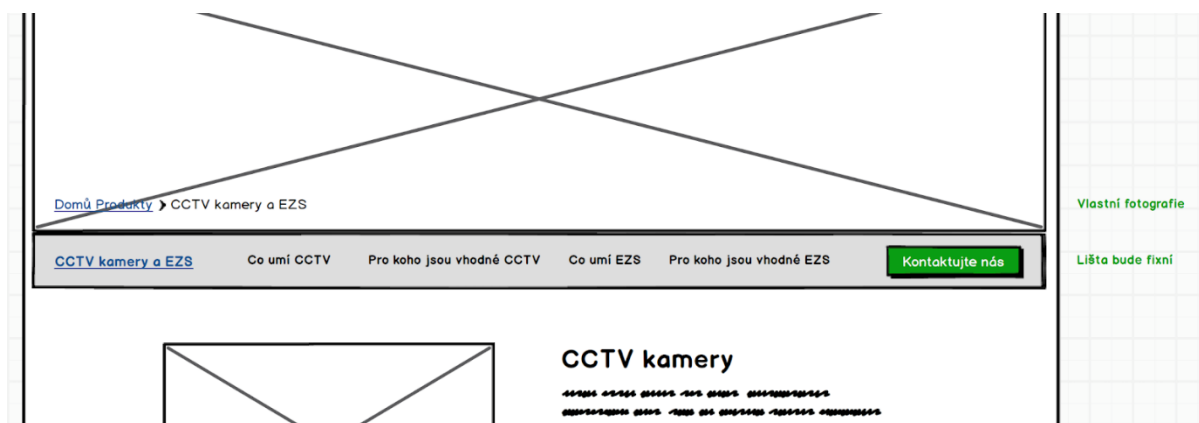 Domů Produkty > CCTV kamery a EZS
Vlastní fotografie
CCTV kamery a EZS
Co umí CCTV
Pro koho jsou vhodné CCTV
Co umí EZS
Pro koho jsou vhodné EZS
Kontaktujte nás
Lišta bude fixní
CCTV kamery